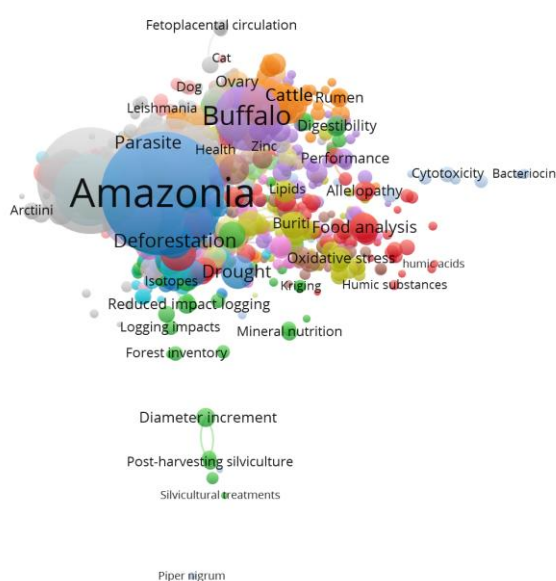 Fetoplacental circulation
Cat
Dog
Ovary
Leishmania
Cattle
Rumen
Buffalo
Digestibility
Parasite
Health
Zinc
Performance
Cytotoxicity
Bacteriocin
Amazonia
Lipids
Allelopathy
Arctiini
Buriti
Food analysis
Deforestation
Oxidative stress
humic acids
Drought
Isotopes
Kriging
Humic substances
Reduced impact logging
Logging impacts
Mineral nutrition
Forest inventory
Diameter increment
Post-harvesting silviculture
Silvicultural treatments
Piper nigrum